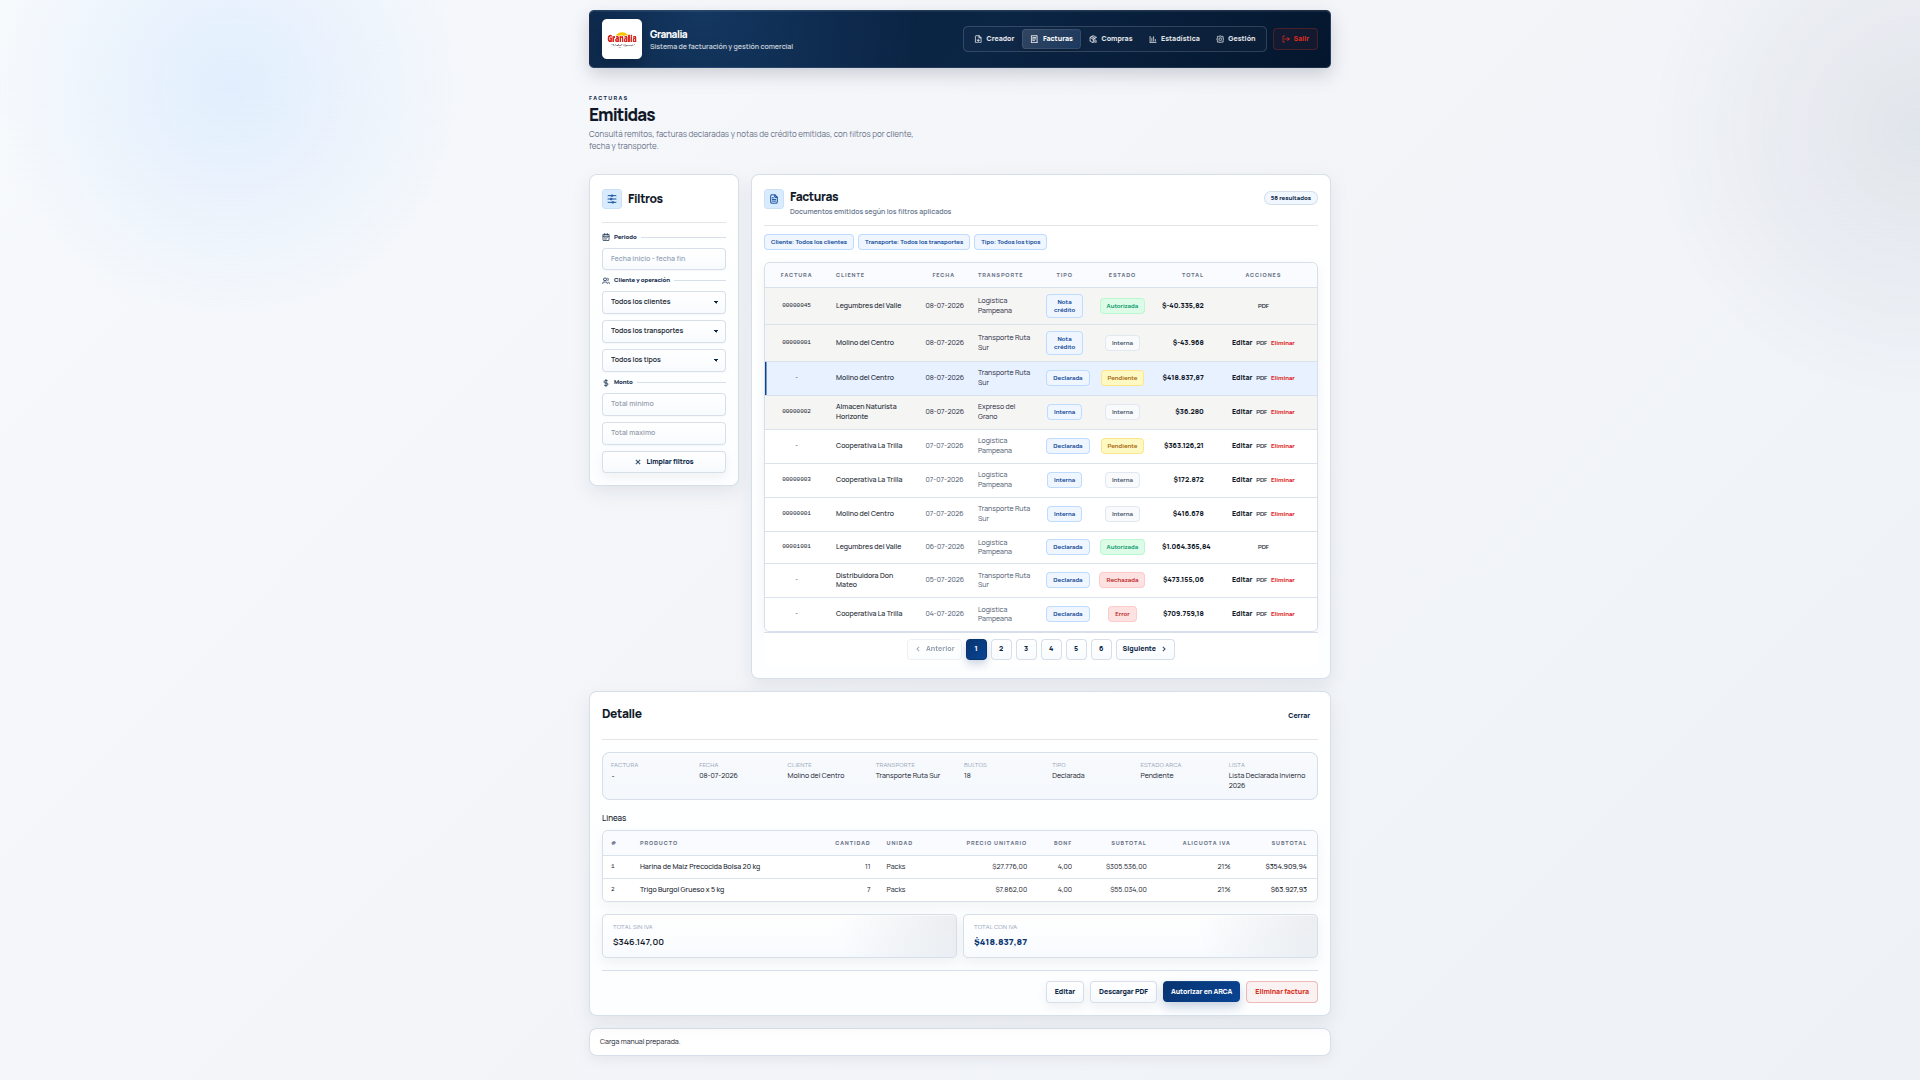 Granalia
Granalia
Sistema de facturación y gestión comercial
Creador
Facturas
Compras
Estadística
Gestión
Salir
FACTURAS
Emitidas
Consultá remitos, facturas declaradas y notas de crédito emitidas, con filtros por cliente,
fecha y transporte.
Filtros
Periodo
Fecha inicio - fecha fin
Cliente y operación
Todos los clientes
Todos los transportes
Todos los tipos
Monto
Total minimo
Total maximo
Limpiar filtros
Facturas
Documentos emitidos según los filtros aplicados
58 resultados
Cliente: Todos los clientes
Transporte: Todos los transportes
Tipo: Todos los tipos
FACTURA CLIENTE FECHA TRANSPORTE TIPO ESTADO TOTAL ACCIONES
00000045 Legumbres del Valle 08-07-2026 Logistica Pampeana Nota crédito Autorizada $-40.335,82 PDF
00000001 Molino del Centro 08-07-2026 Transporte Ruta Sur Nota crédito Interna $-43.968 Editar PDF Eliminar
- Molino del Centro 08-07-2026 Transporte Ruta Sur Declarada Pendiente $418.837,87 Editar PDF Eliminar
00000002 Almacen Naturista Horizonte 08-07-2026 Expreso del Grano Interna Interna $36.280 Editar PDF Eliminar
- Cooperativa La Trilla 07-07-2026 Logistica Pampeana Declarada Pendiente $363.126,21 Editar PDF Eliminar
00000003 Cooperativa La Trilla 07-07-2026 Logistica Pampeana Interna Interna $172.872 Editar PDF Eliminar
00000001 Molino del Centro 07-07-2026 Transporte Ruta Sur Interna Interna $416.678 Editar PDF Eliminar
00001001 Legumbres del Valle 06-07-2026 Logistica Pampeana Declarada Autorizada $1.064.365,84 PDF
- Distribuidora Don Mateo 05-07-2026 Transporte Ruta Sur Declarada Rechazada $473.155,06 Editar PDF Eliminar
- Cooperativa La Trilla 04-07-2026 Logistica Pampeana Declarada Error $709.759,18 Editar PDF Eliminar
Anterior 1 2 3 4 5 6 Siguiente
Detalle
Cerrar
FACTURA FECHA CLIENTE TRANSPORTE BULTOS TIPO ESTADO ARCA LISTA
- 08-07-2026 Molino del Centro Transporte Ruta Sur 18 Declarada Pendiente Lista Declarada Invierno 2026
Lineas
# PRODUCTO CANTIDAD UNIDAD PRECIO UNITARIO BONF SUBTOTAL ALICUOTA IVA SUBTOTAL
1 Harina de Maiz Precocida Bolsa 20 kg 11 Packs $27.776,00 4,00 $305.536,00 21% $354.909,94
2 Trigo Burgol Grueso x 5 kg 7 Packs $7.862,00 4,00 $55.034,00 21% $63.927,93
TOTAL SIN IVA
$346.147,00
TOTAL CON IVA
$418.837,87
Editar
Descargar PDF
Autorizar en ARCA
Eliminar factura
Carga manual preparada.